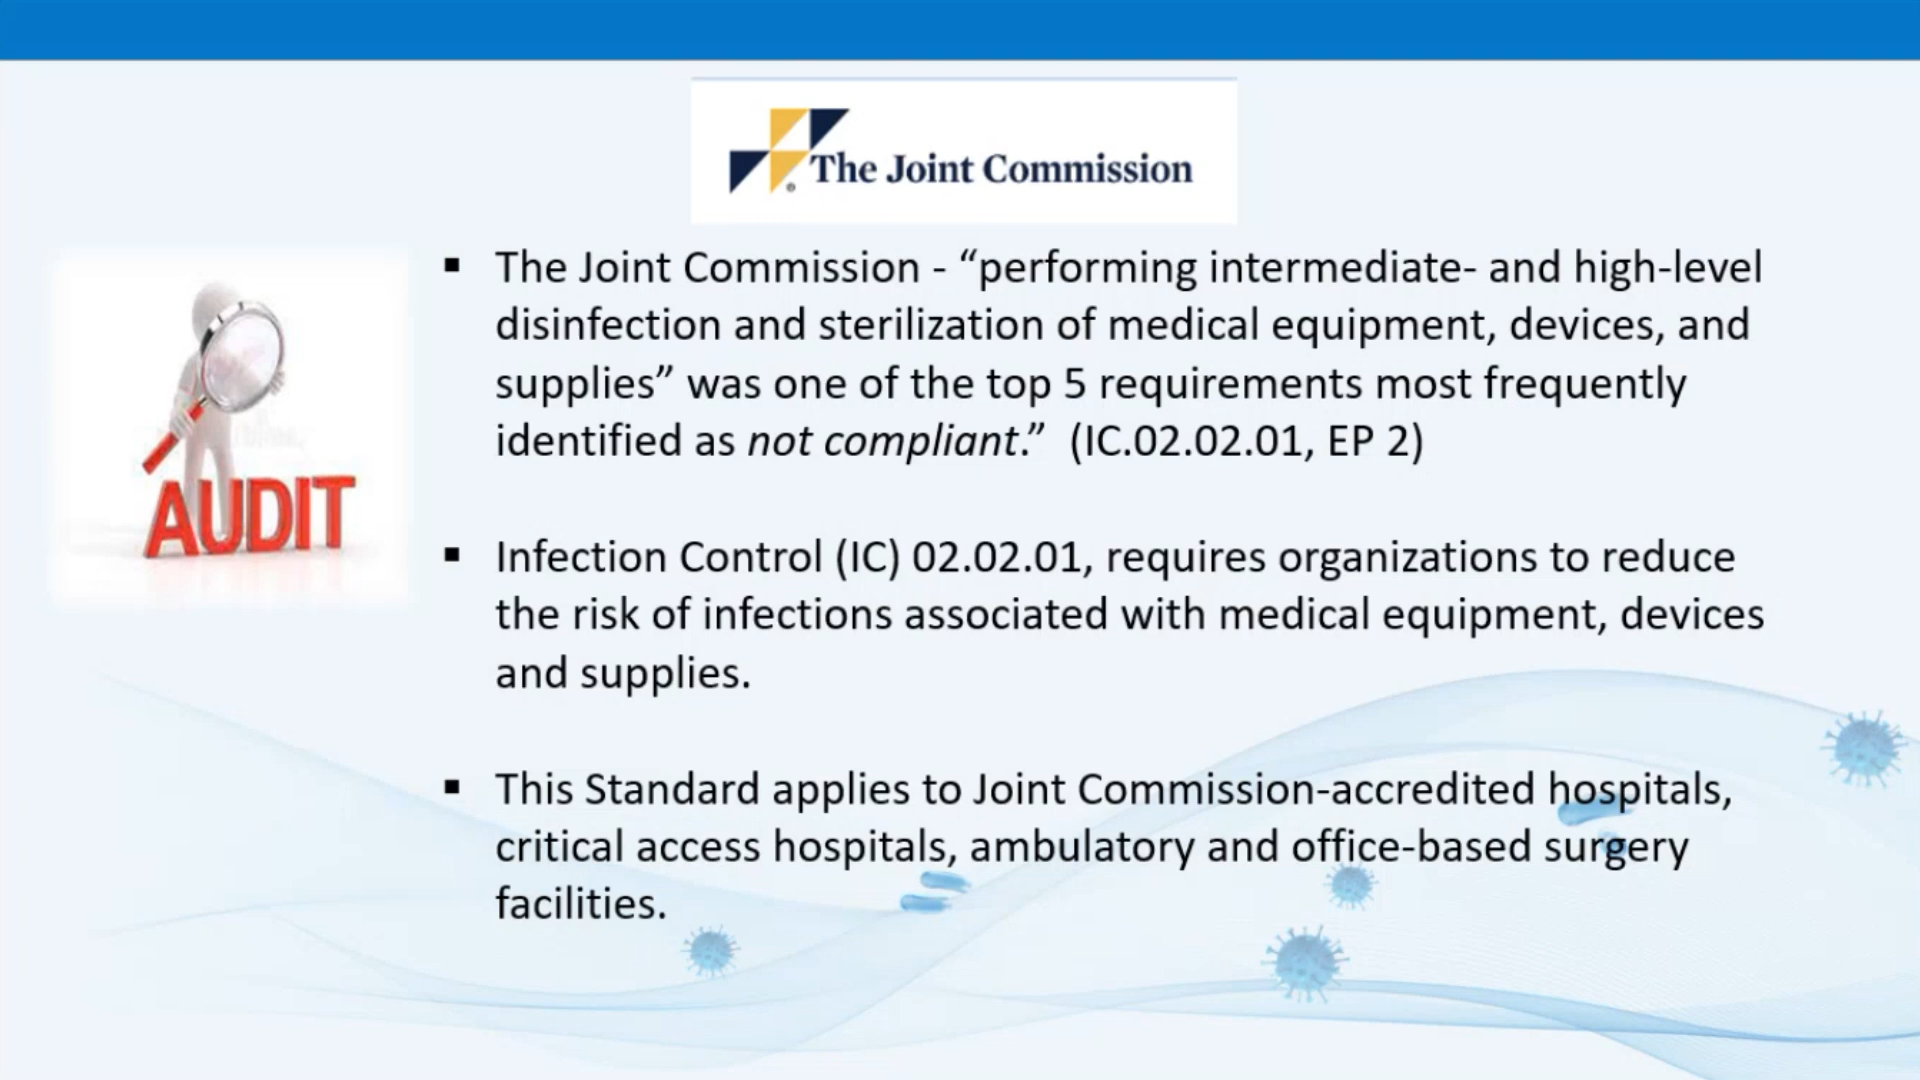 The Joint Commission
▪ The Joint Commission - “performing intermediate- and high-level
disinfection and sterilization of medical equipment, devices, and
supplies” was one of the top 5 requirements most frequently
identified as not compliant.” (IC.02.02.01, EP 2)
AUDIT
▪ Infection Control (IC) 02.02.01, requires organizations to reduce
the risk of infections associated with medical equipment, devices
and supplies.
▪ This Standard applies to Joint Commission-accredited hospitals,
critical access hospitals, ambulatory and office-based surgery
facilities.